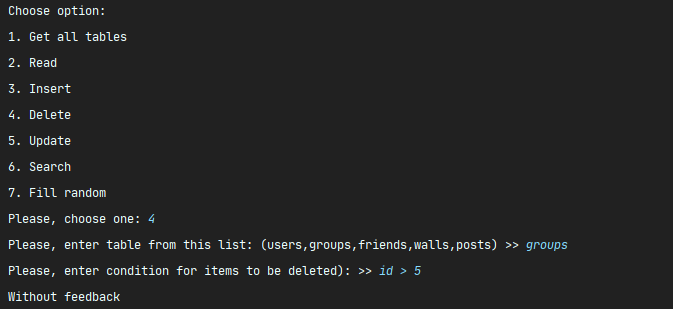 Choose option:
1. Get all tables
2. Read
3. Insert
4. Delete
5. Update
6. Search
7. Fill random
Please, choose one: 4
Please, enter table from this list: (users,groups,friends,walls,posts) >> groups
Please, enter condition for items to be deleted): >> id > 5
Without feedback